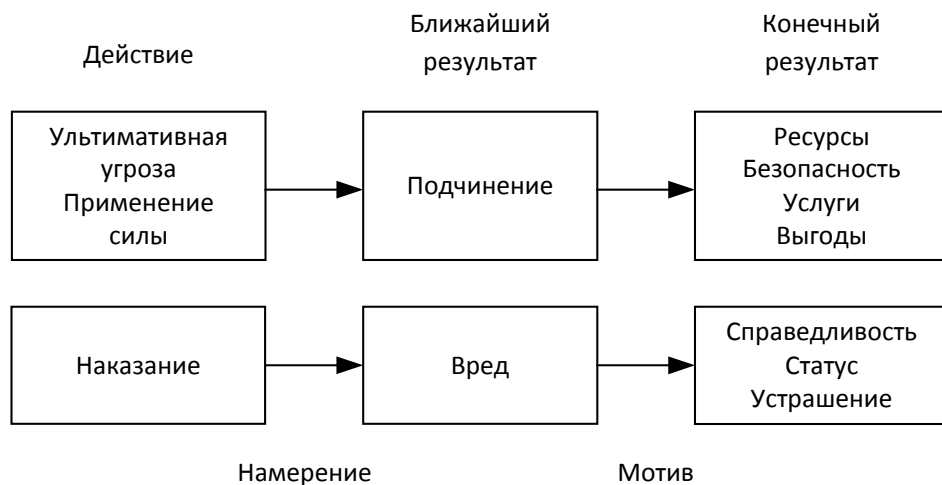 Действие
Ближайший
результат
Конечный
результат
Ультимативная
угроза
Применение
силы
Подчинение
Ресурсы
Безопасность
Услуги
Выгоды
Наказание
Вред
Справедливость
Статус
Устрашение
Намерение
Мотив